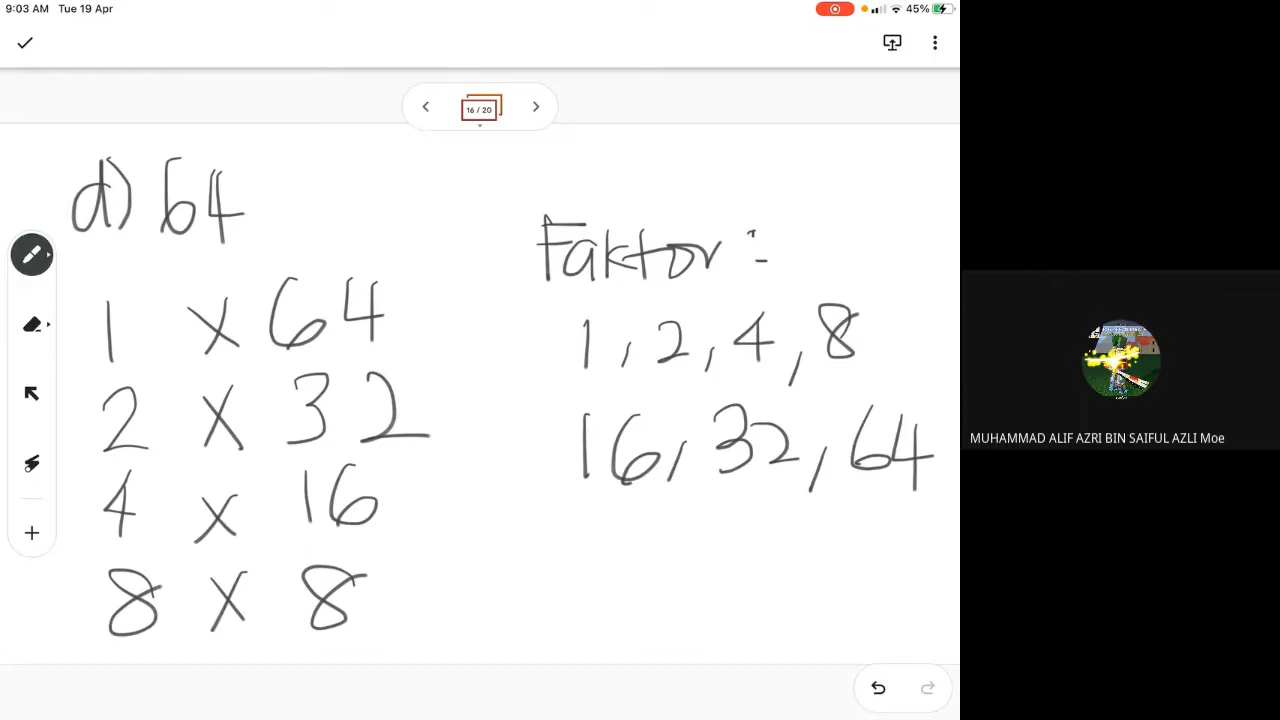 9:03 AM Tue 19 Apr
45%
16 / 20
d) 64
1 x 64
2 x 32
4 x 16
8 x 8
Faktor :-
1, 2, 4, 8
16, 32, 64
MUHAMMAD ALIF AZRI BIN SAIFUL AZLI Moe